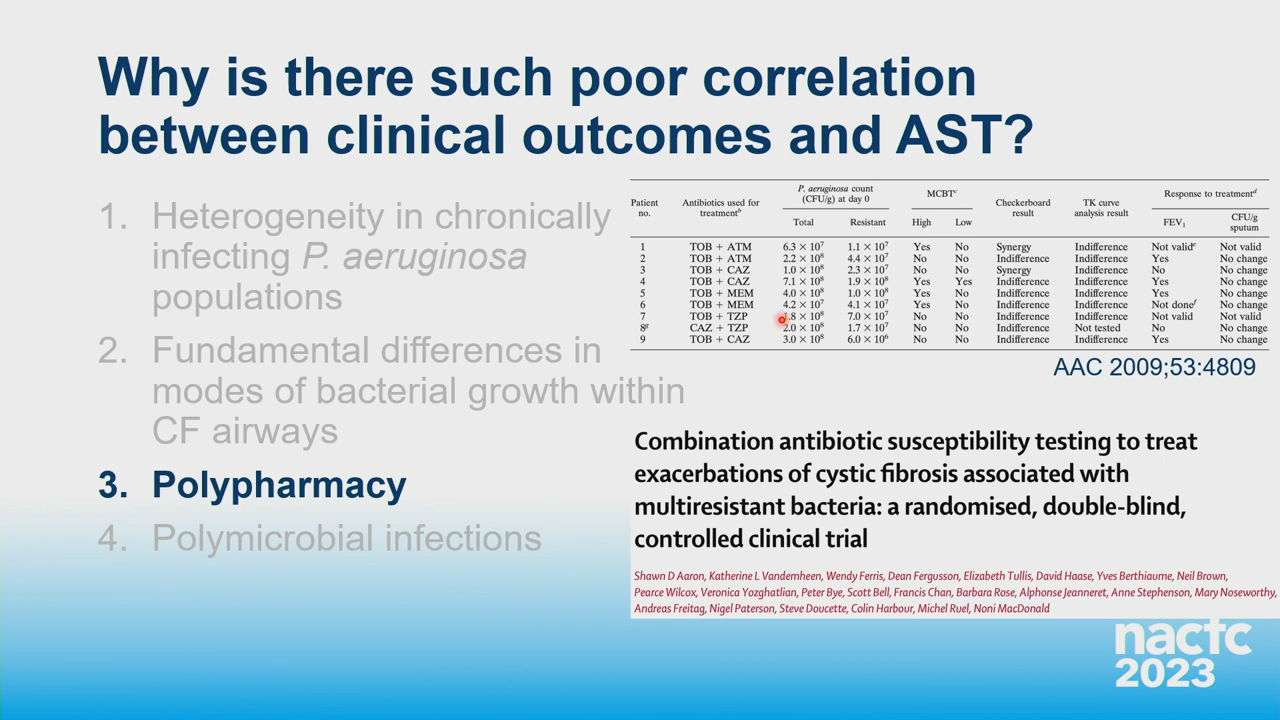 Why is there such poor correlation
between clinical outcomes and AST?
1. Heterogeneity in chronically
infecting P. aeruginosa
populations
2. Fundamental differences in
modes of bacterial growth within
CF airways
3. Polypharmacy
4. Polymicrobial infections
Patient no. Antibiotics used for treatmentᵇ P. aeruginosa count (CFU/g) at day 0 MCBTᶜ Checkerboard result TK curve analysis result Response to treatmentᵈ
Total Resistant High Low FEV₁ CFU/g sputum
1 TOB + ATM 6.3 × 10⁷ 1.1 × 10⁷ Yes No Synergy Indifference Not validᵉ Not valid
2 TOB + ATM 2.2 × 10⁸ 4.4 × 10⁷ No No Indifference Indifference Yes No change
3 TOB + CAZ 1.0 × 10⁸ 2.3 × 10⁷ No No Synergy Indifference No No change
4 TOB + CAZ 7.1 × 10⁸ 1.9 × 10⁸ Yes Yes Indifference Indifference Yes No change
5 TOB + MEM 4.0 × 10⁸ 1.0 × 10⁸ Yes No Indifference Indifference Yes No change
6 TOB + MEM 4.2 × 10⁷ 4.1 × 10⁷ Yes No Indifference Indifference Not doneᶠ No change
7 TOB + TZP 1.8 × 10⁸ 7.0 × 10⁷ No No Indifference Indifference Not valid Not valid
8ᵍ CAZ + TZP 2.0 × 10⁸ 1.7 × 10⁷ No No Indifference Not tested No No change
9 TOB + CAZ 3.0 × 10⁸ 6.0 × 10⁶ No No Indifference Indifference Yes No change
AAC 2009;53:4809
Combination antibiotic susceptibility testing to treat
exacerbations of cystic fibrosis associated with
multiresistant bacteria: a randomised, double-blind,
controlled clinical trial
Shawn D Aaron, Katherine L Vandemheen, Wendy Ferris, Dean Fergusson, Elizabeth Tullis, David Haase, Yves Berthiaume, Neil Brown,
Pearce Wilcox, Veronica Yozghatlian, Peter Bye, Scott Bell, Francis Chan, Barbara Rose, Alphonse Jeanneret, Anne Stephenson, Mary Noseworthy,
Andreas Freitag, Nigel Paterson, Steve Doucette, Colin Harbour, Michel Ruel, Noni MacDonald
nactc
2023